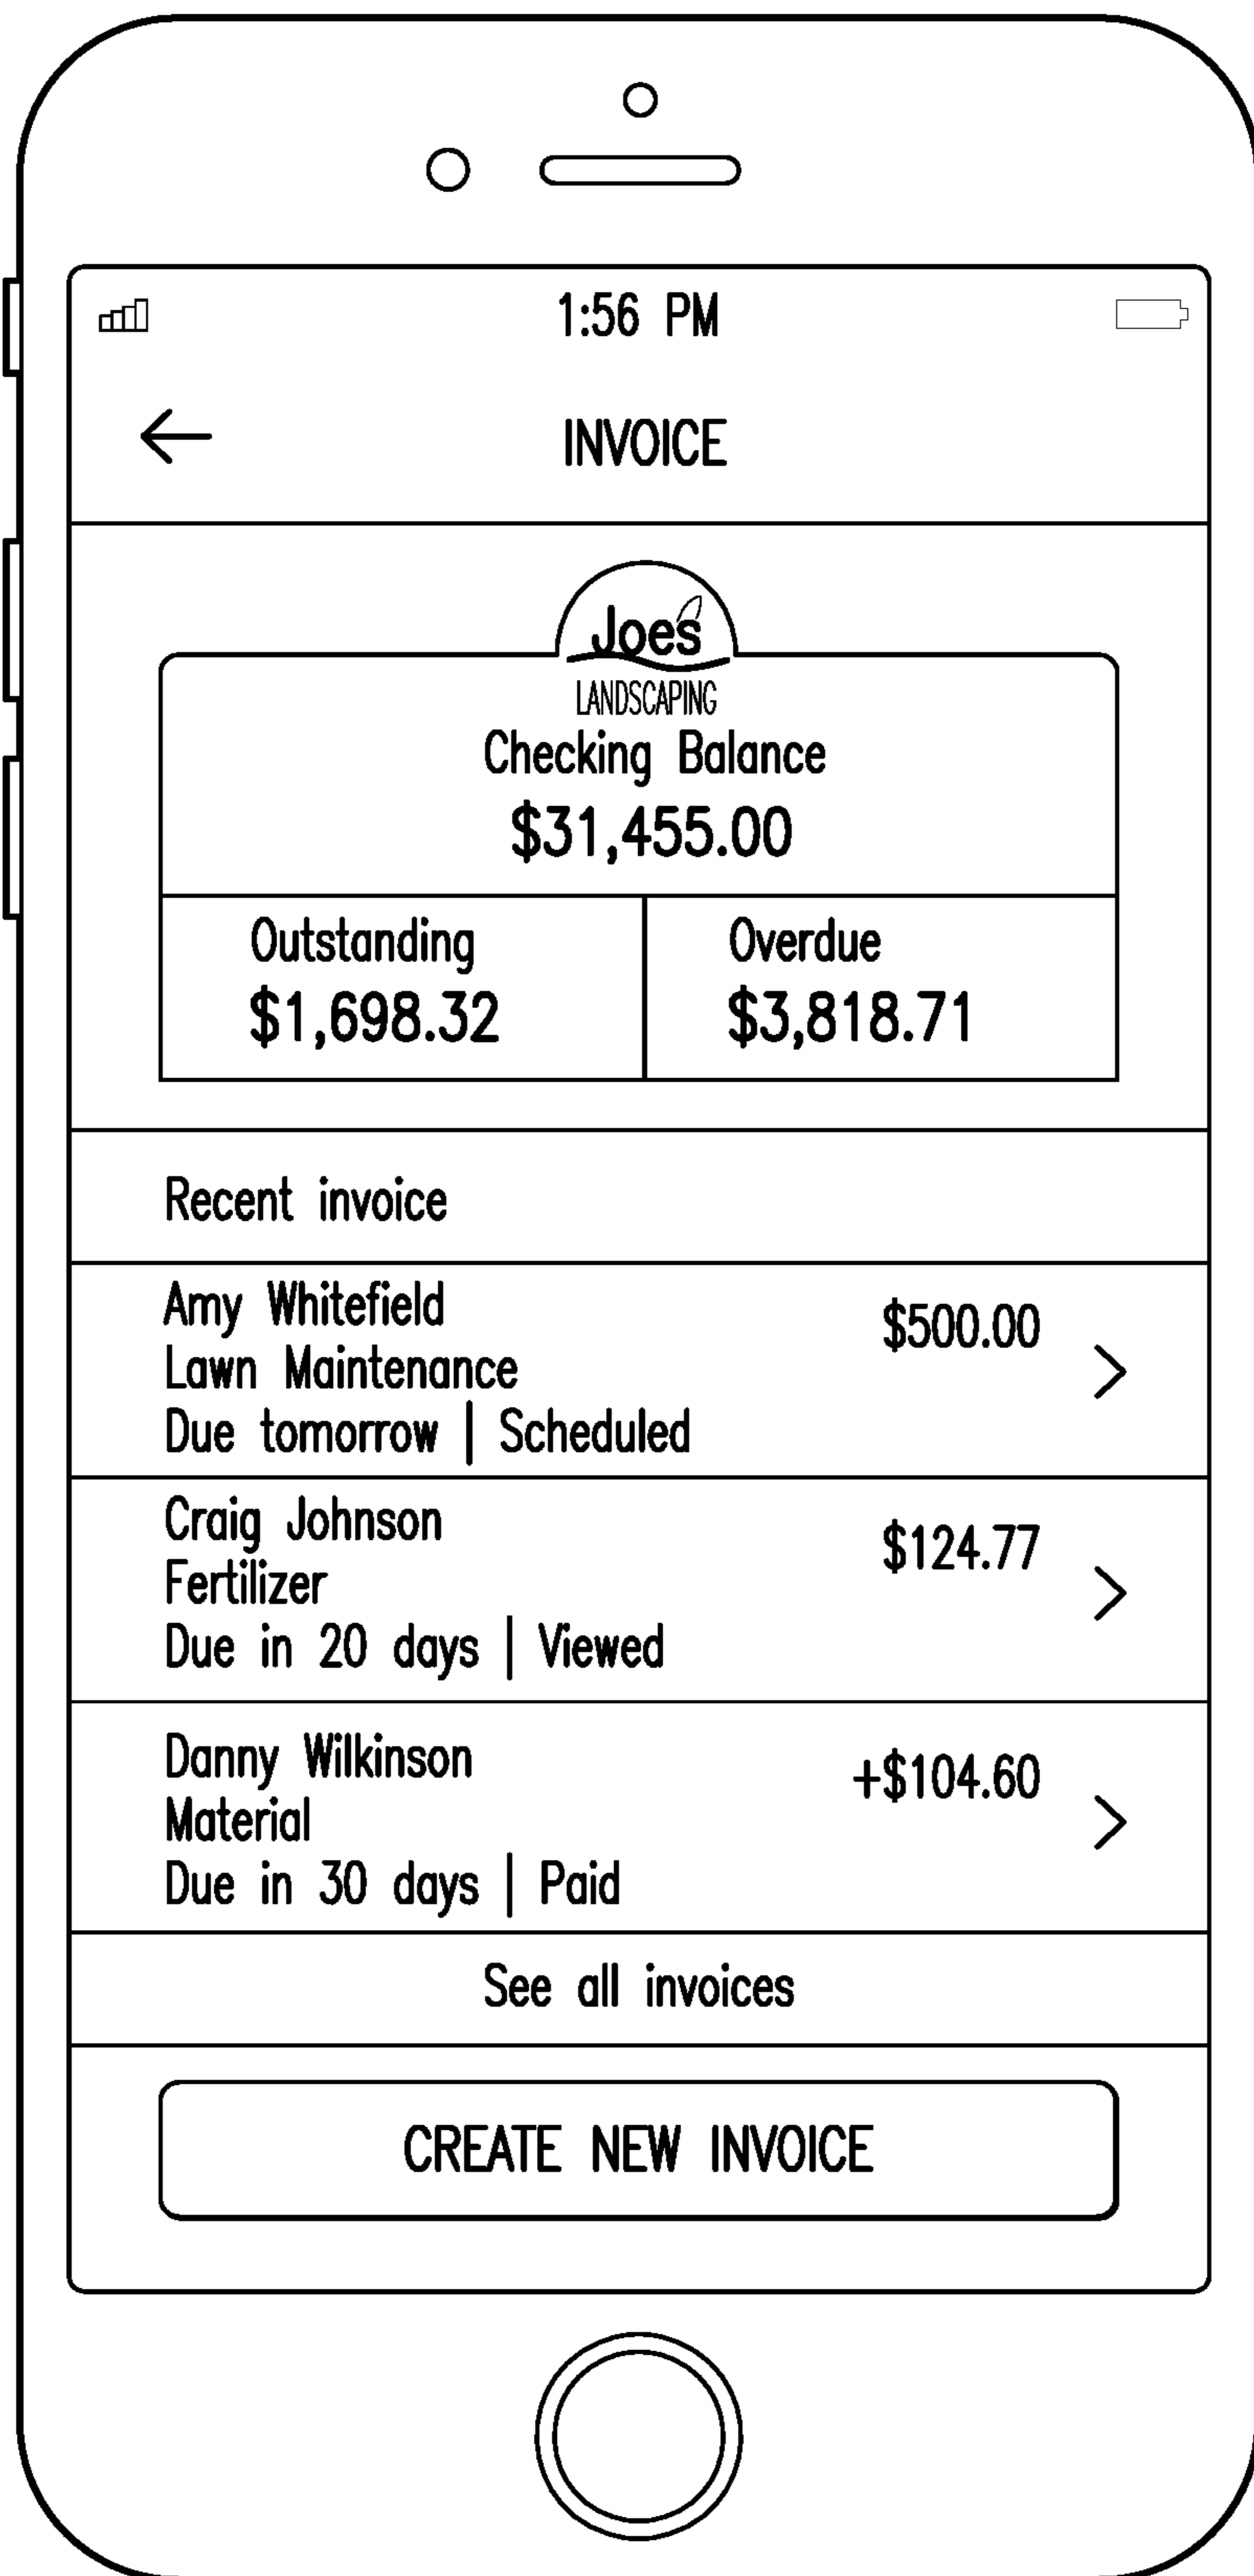 1:56 PM
INVOICE
Joe's
LANDSCAPING
Checking Balance
$31,455.00
Outstanding
$1,698.32
Overdue
$3,818.71
Recent invoice
Amy Whitefield
$500.00
Lawn Maintenance
Due tomorrow | Scheduled
Craig Johnson
$124.77
Fertilizer
Due in 20 days | Viewed
Danny Wilkinson
+$104.60
Material
Due in 30 days | Paid
See all invoices
CREATE NEW INVOICE